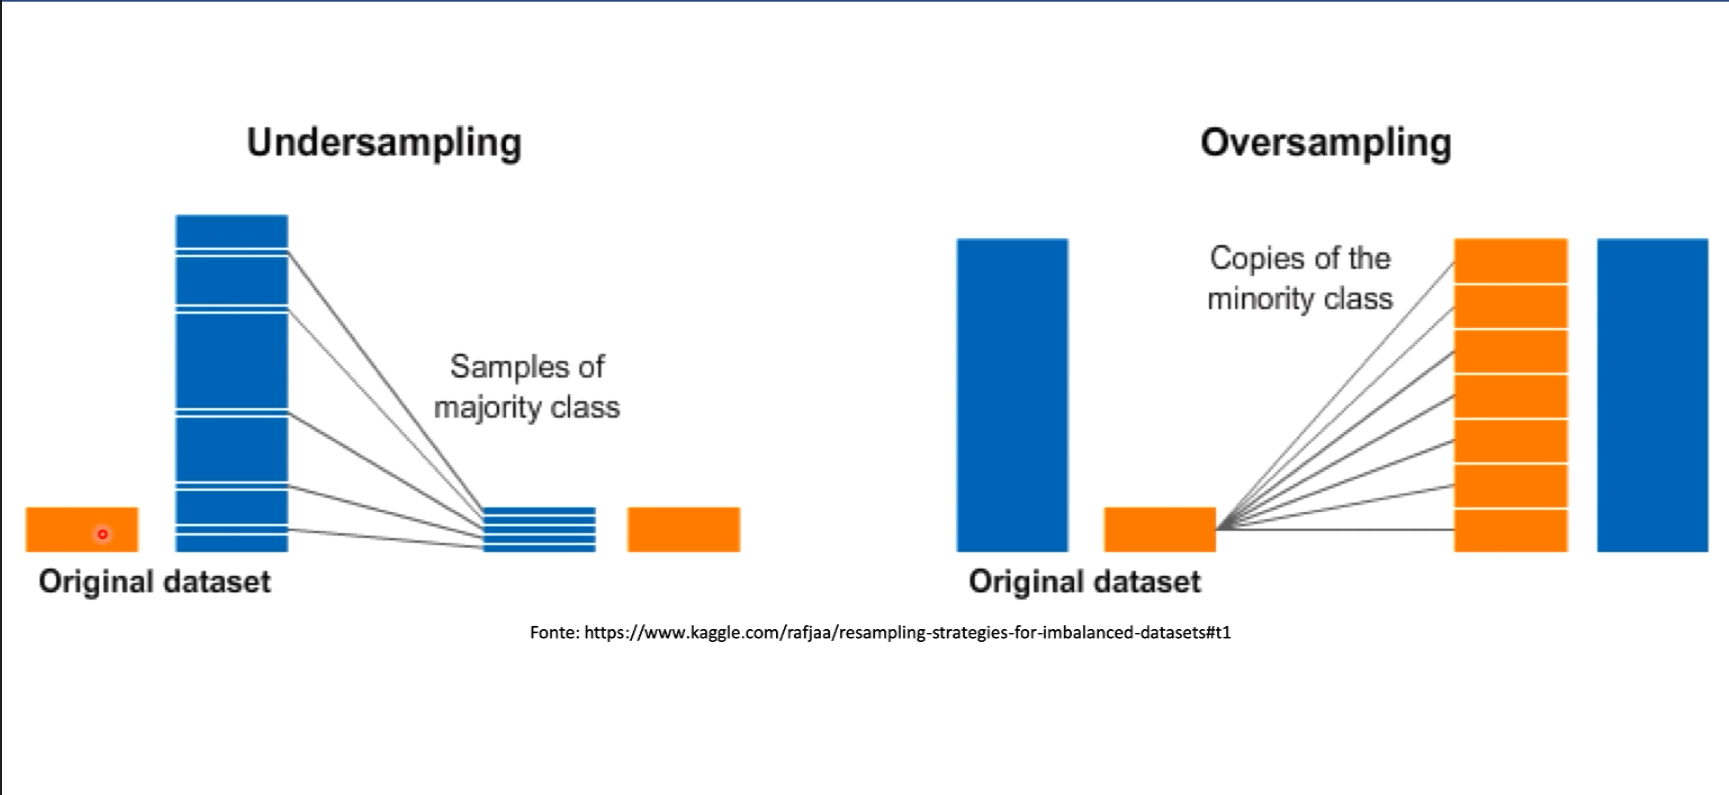 Undersampling
Samples of
majority class
Original dataset
Oversampling
Copies of the
minority class
Original dataset
Fonte: https://www.kaggle.com/rafjaa/resampling-strategies-for-imbalanced-datasets#t1